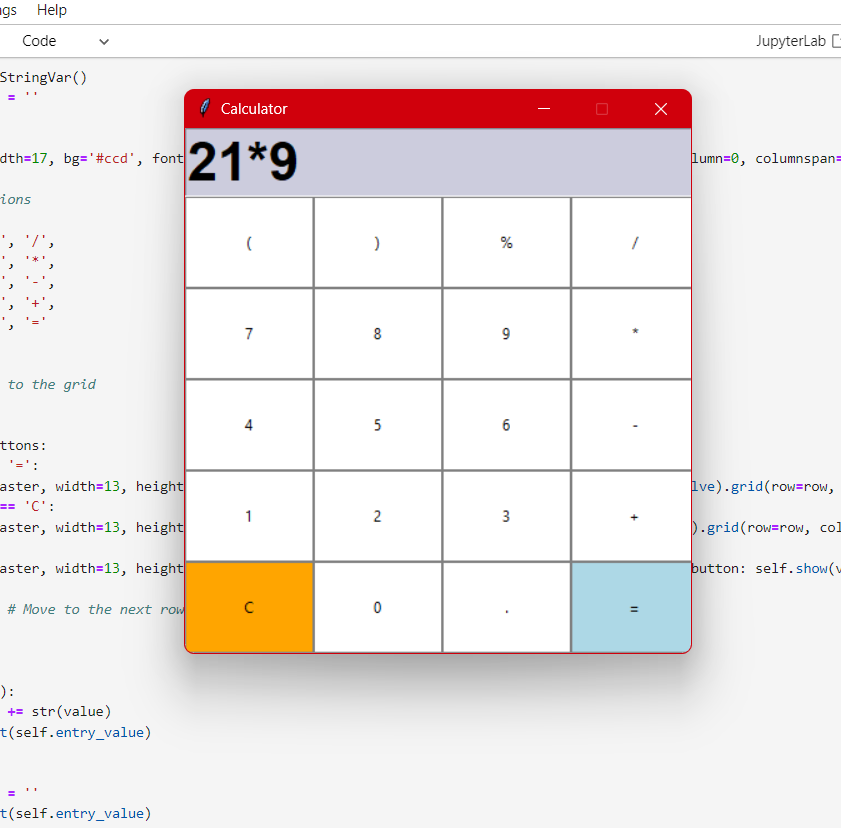 ngs Help
Code
JupyterLab
StringVar()
= ''
dth=17, bg='#ccd', font
lumn=0, columnspan=
ions
', '/',
', '*',
', '-',
', '+',
', '='
to the grid
ttons:
'=':
aster, width=13, height
lve).grid(row=row,
== 'C':
aster, width=13, height
).grid(row=row, col
aster, width=13, height
button: self.show(v
# Move to the next row
):
+= str(value)
t(self.entry_value)
= ''
t(self.entry_value)
Calculator
21*9
( ) % /
7 8 9 *
4 5 6 -
1 2 3 +
C 0 . =